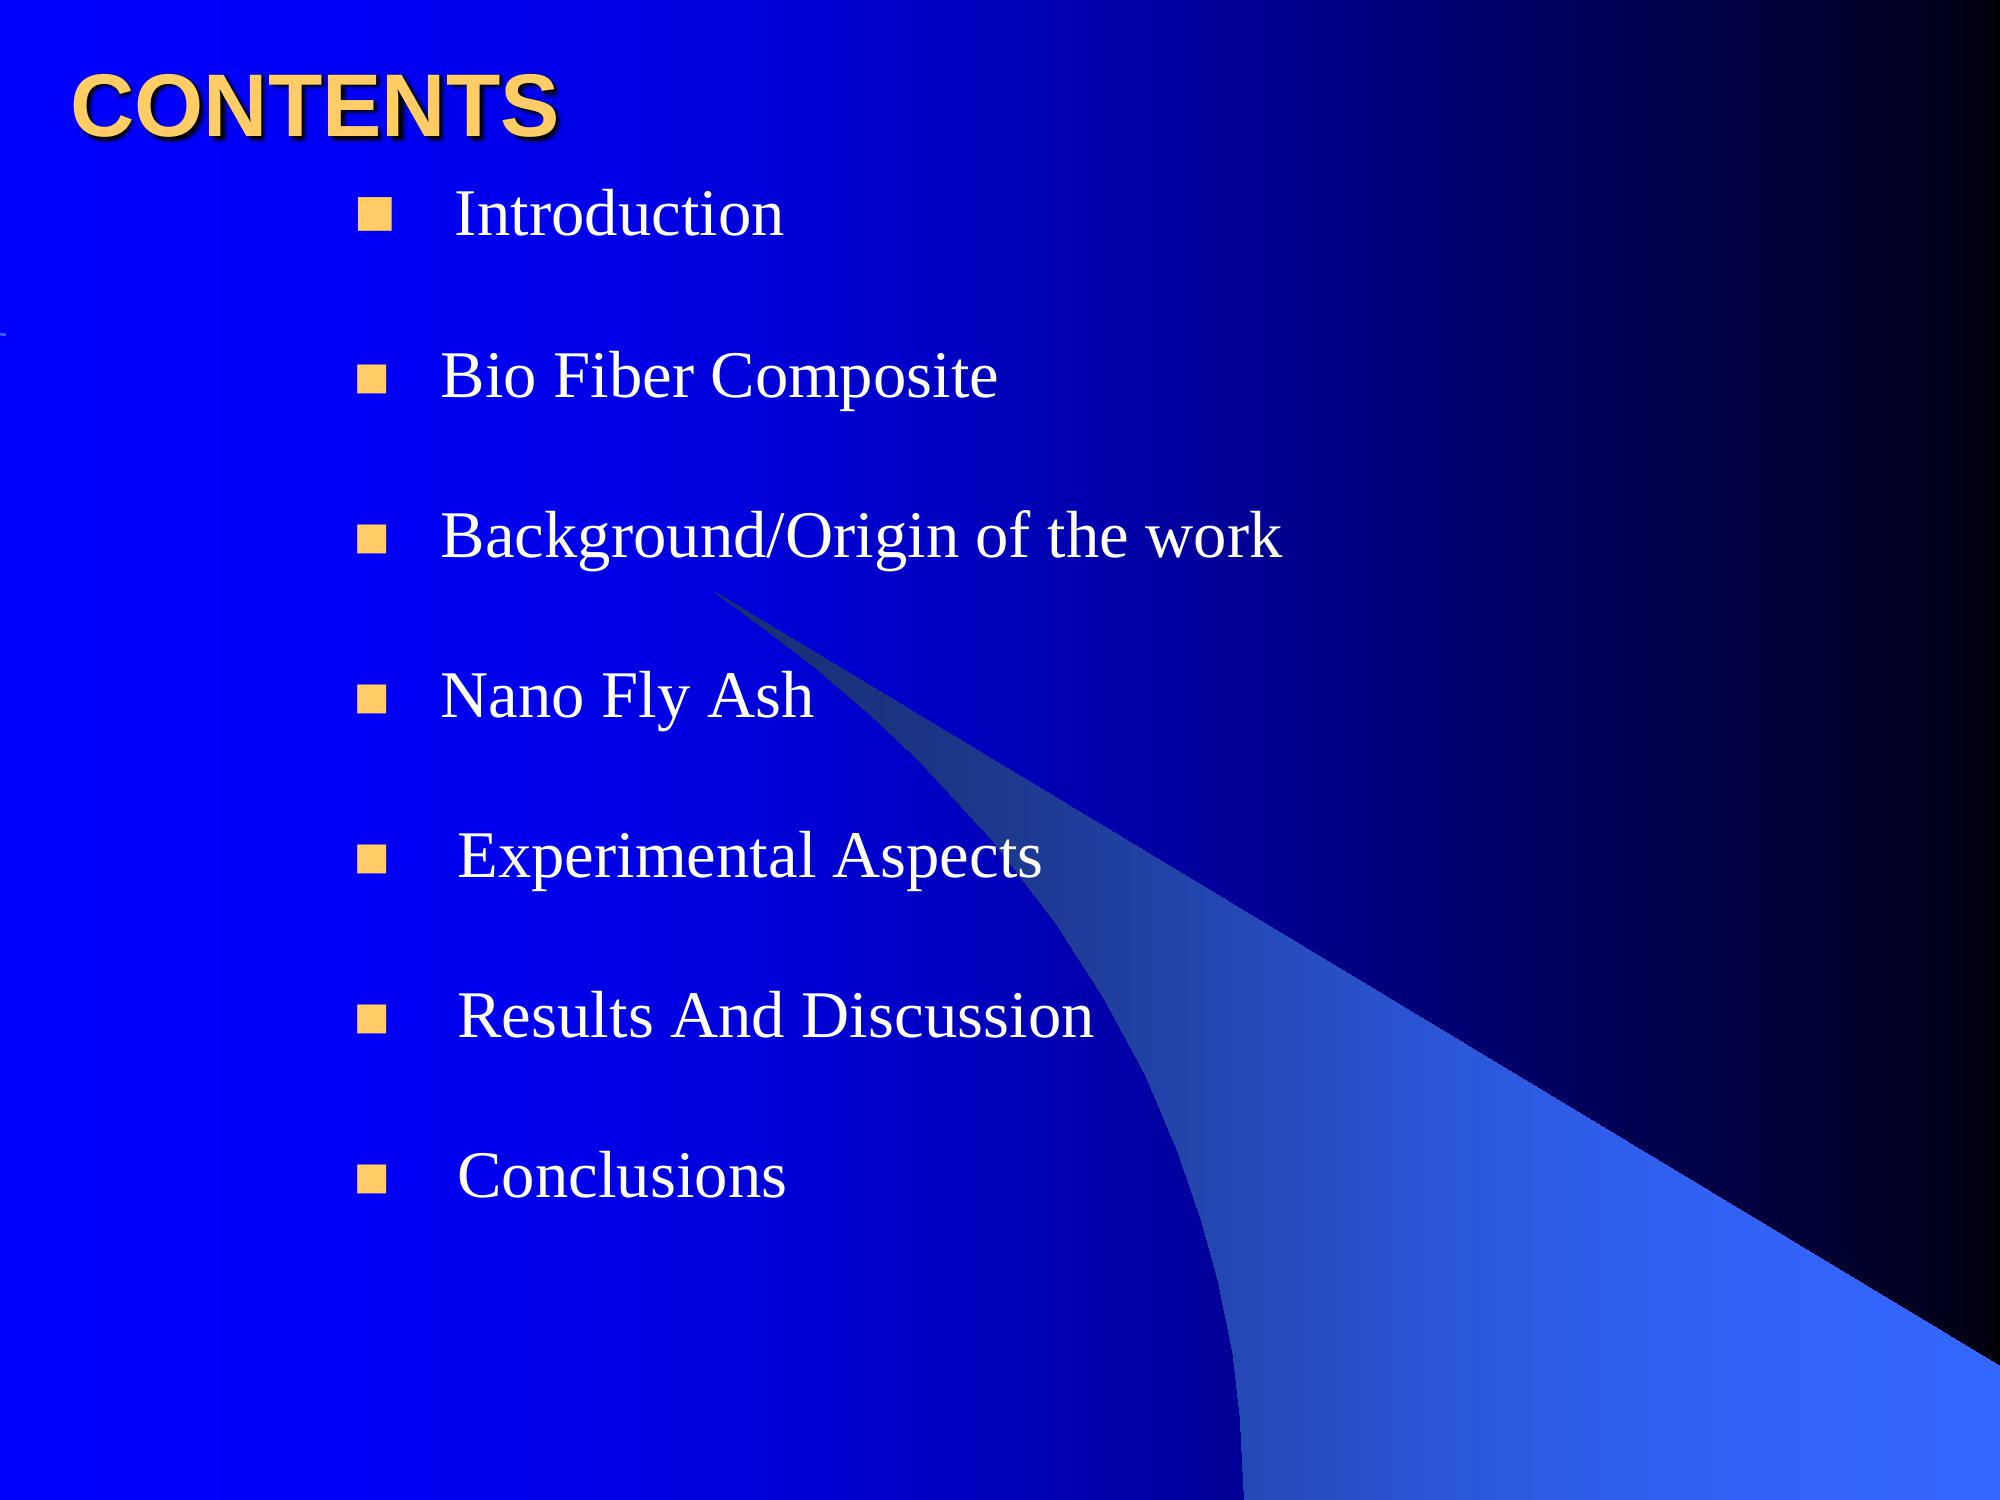 CONTENTS
Introduction
Bio Fiber Composite
Background/Origin of the work
Nano Fly Ash
Experimental Aspects
Results And Discussion
Conclusions